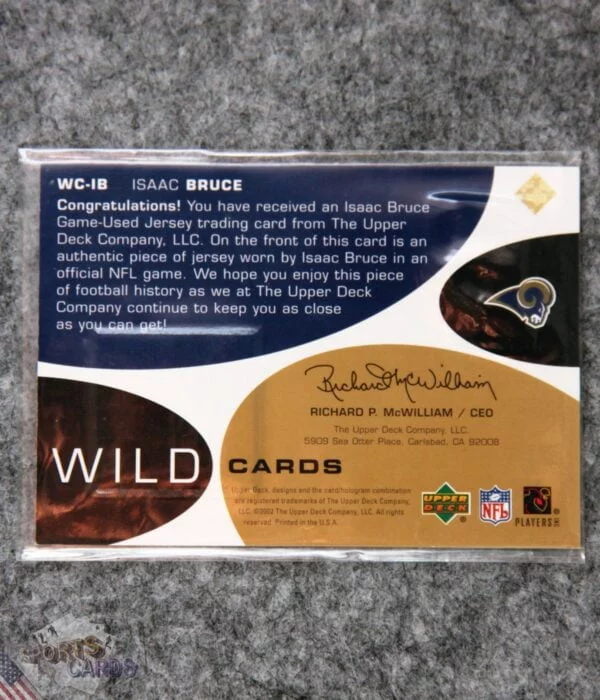 WC-IB ISAAC BRUCE
Congratulations! You have received an Isaac Bruce
Game-Used Jersey trading card from The Upper
Deck Company, LLC. On the front of this card is an
authentic piece of jersey worn by Isaac Bruce in an
official NFL game. We hope you enjoy this piece
of football history as we at The Upper Deck
Company continue to keep you as close
as you can get!
Richard McWilliam
RICHARD P. McWILLIAM / CEO
The Upper Deck Company, LLC.
5909 Sea Otter Place, Carlsbad, CA 92008
WILD CARDS
Upper Deck, designs and the card/hologram combination
are registered trademarks of The Upper Deck Company,
LLC. ©2002 The Upper Deck Company, LLC. All rights
reserved. Printed in the U.S.A.
UPPER
DECK
NFL
PLAYERS
SPORTS
CARDS